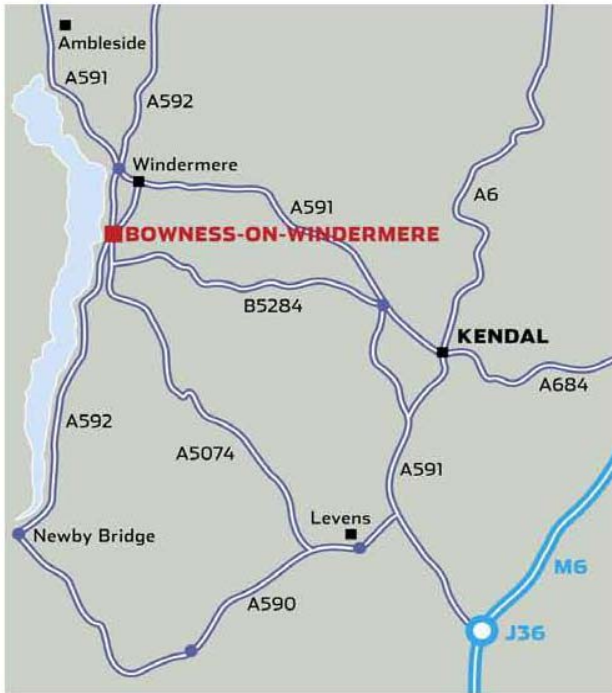 Ambleside
A591
A592
Windermere
A591
A6
BOWNESS-ON-WINDERMERE
B5284
KENDAL
A684
A592
A5074
A591
Levens
Newby Bridge
M6
A590
J36